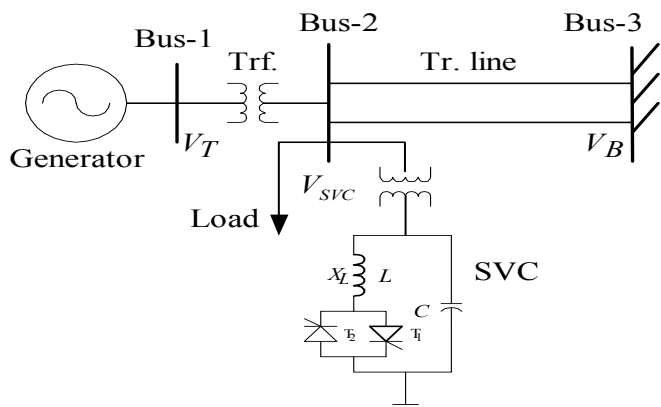 Bus-1
Bus-2
Bus-3
Trf.
Tr. line
Generator
V_T
V_SVC
V_B
Load
SVC
X_L
L
C
T_2
T_1